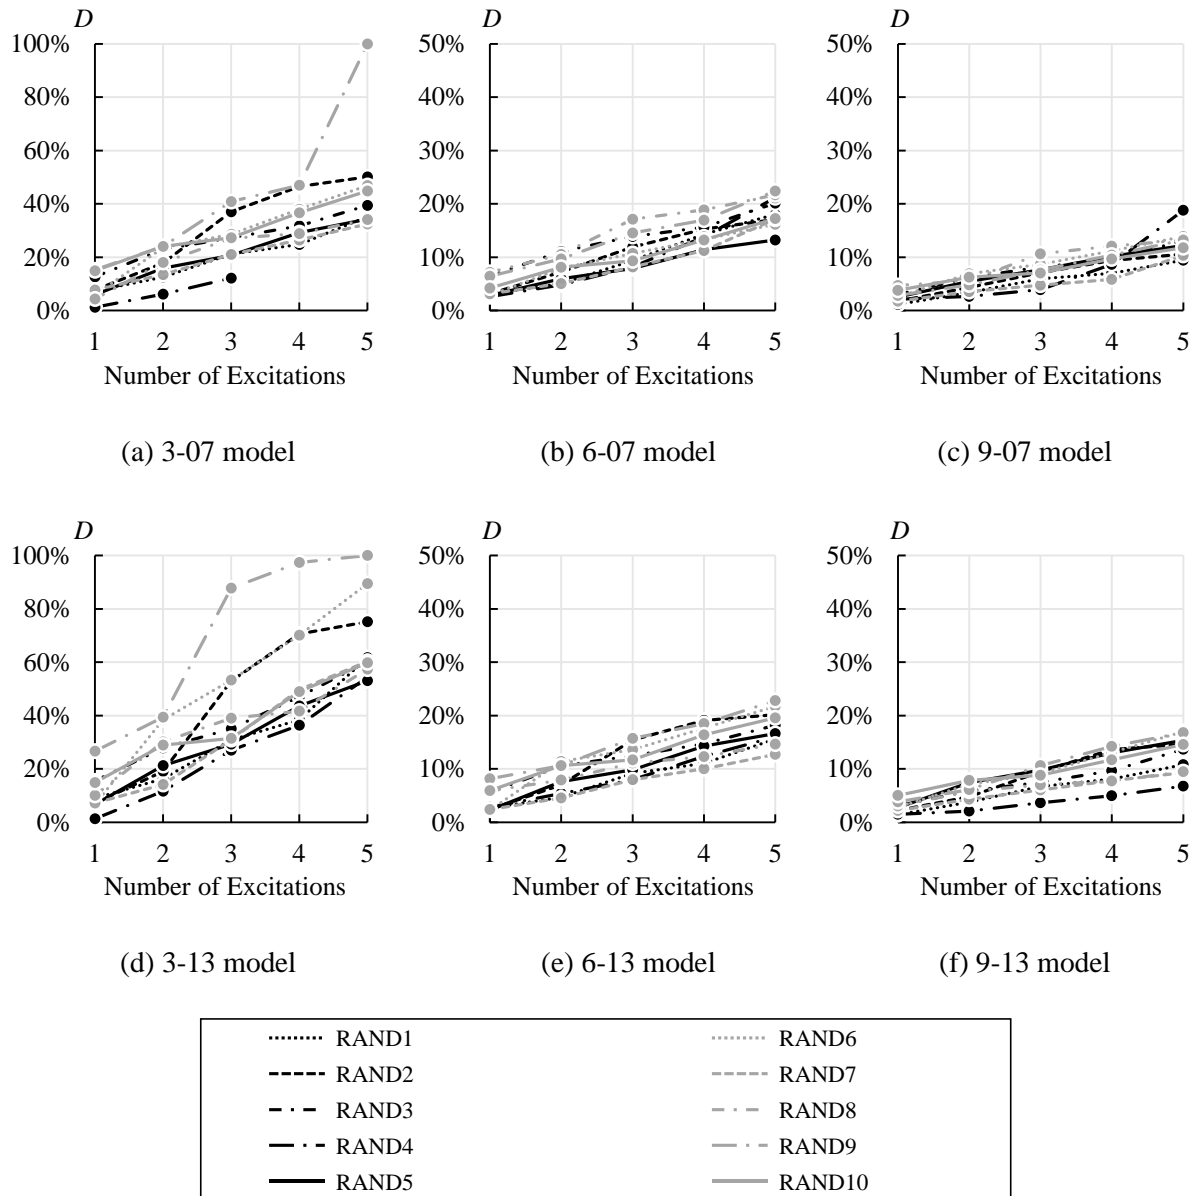 D D D
100% 50% 50%
80% 40% 40%
60% 30% 30%
40% 20% 20%
20% 10% 10%
0% 0% 0%
1 2 3 4 5 1 2 3 4 5 1 2 3 4 5
Number of Excitations Number of Excitations Number of Excitations
(a) 3-07 model (b) 6-07 model (c) 9-07 model
D D D
100% 50% 50%
80% 40% 40%
60% 30% 30%
40% 20% 20%
20% 10% 10%
0% 0% 0%
1 2 3 4 5 1 2 3 4 5 1 2 3 4 5
Number of Excitations Number of Excitations Number of Excitations
(d) 3-13 model (e) 6-13 model (f) 9-13 model
RAND1 RAND6
RAND2 RAND7
RAND3 RAND8
RAND4 RAND9
RAND5 RAND10